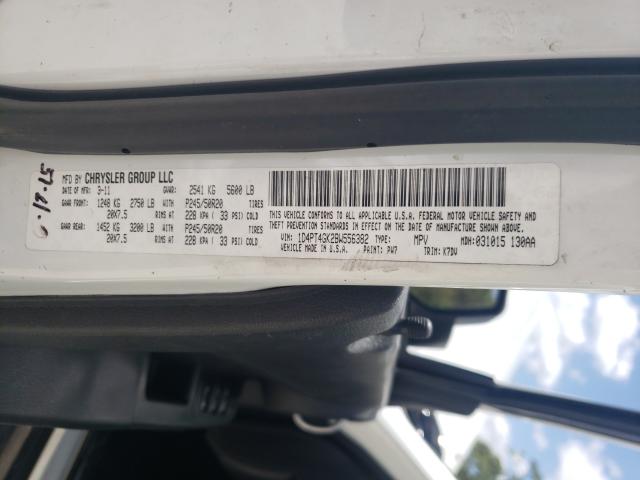 MFD BY CHRYSLER GROUP LLC
DATE OF MFR 3-11 GVWR: 2541 KG 5600 LB
GAWR FRONT: 1248 KG 2750 LB WITH P245/50R20 TIRES
20X7.5 RIMS AT 228 KPA ( 33 PSI) COLD
GAWR REAR: 1452 KG 3200 LB WITH P245/50R20 TIRES
20X7.5 RIMS AT 228 KPA ( 33 PSI) COLD
THIS VEHICLE CONFORMS TO ALL APPLICABLE U.S.A. FEDERAL MOTOR VEHICLE SAFETY AND
THEFT PREVENTION STANDARDS IN EFFECT ON THE DATE OF MANUFACTURE SHOWN ABOVE.
VIN: 1D4PT4GK2BW556382 TYPE: MPV MDH: 031015 130AA
VEHICLE MADE IN U.S.A. PAINT: PW7 TRIM: K7DV